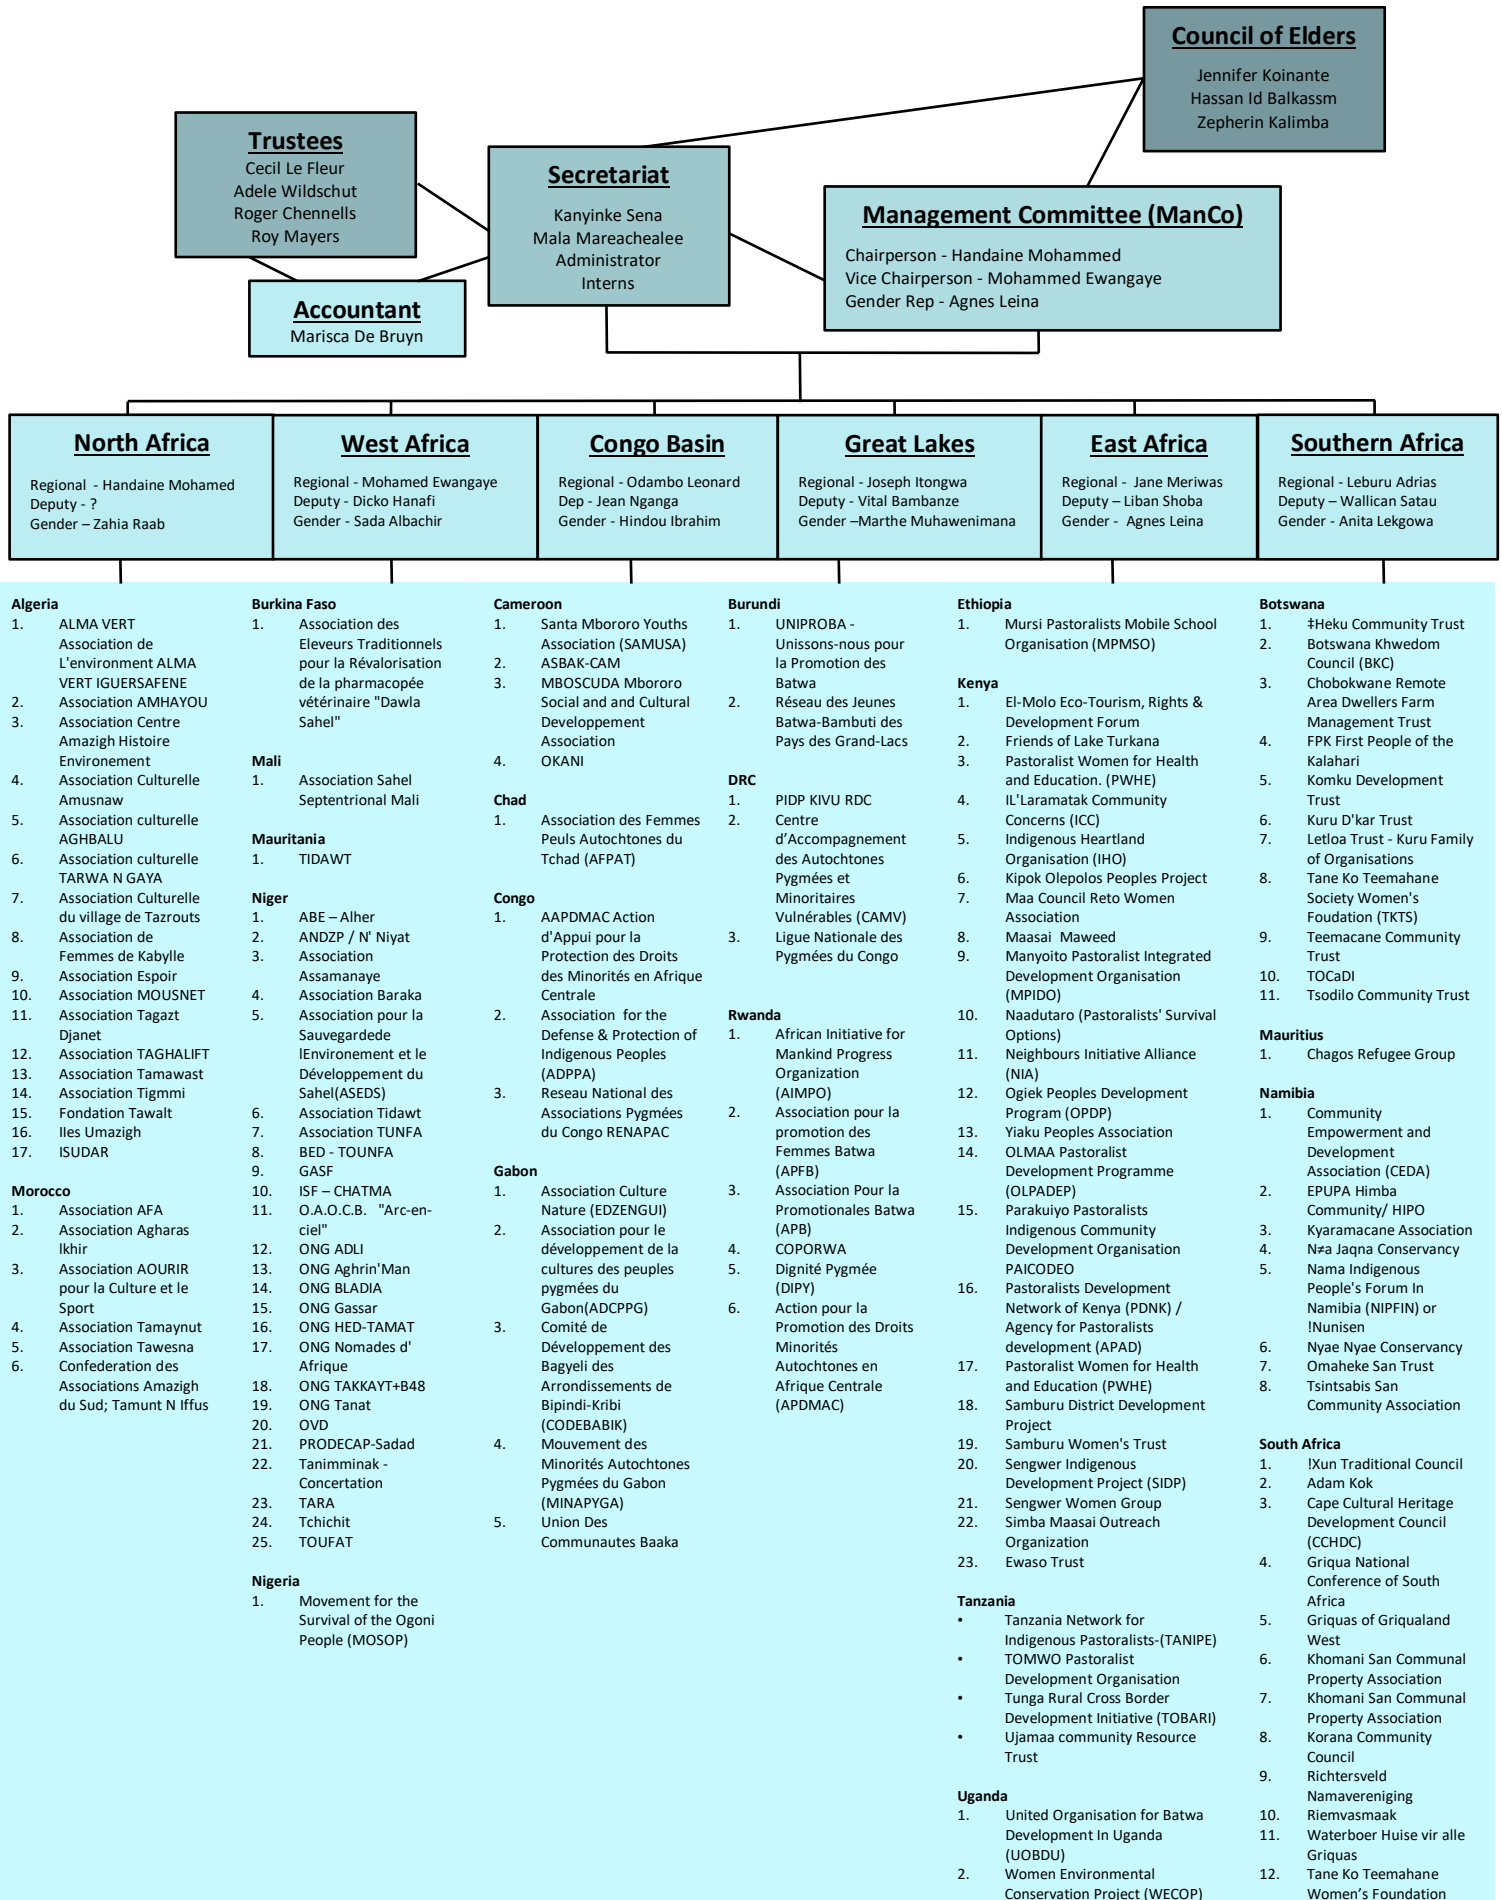 Council of Elders
Jennifer Koinante
Hassan Id Balkassm
Zepherin Kalimba
Trustees
Cecil Le Fleur
Adele Wildschut
Roger Chennells
Roy Mayers
Secretariat
Kanyinke Sena
Mala Mareachealee
Administrator
Interns
Management Committee (ManCo)
Chairperson - Handaine Mohammed
Vice Chairperson - Mohammed Ewangaye
Gender Rep - Agnes Leina
Accountant
Marisca De Bruyn
North Africa
Regional - Handaine Mohamed
Deputy - ?
Gender – Zahia Raab
West Africa
Regional - Mohamed Ewangaye
Deputy - Dicko Hanafi
Gender - Sada Albachir
Congo Basin
Regional - Odambo Leonard
Dep - Jean Nganga
Gender - Hindou Ibrahim
Great Lakes
Regional - Joseph Itongwa
Deputy - Vital Bambanze
Gender –Marthe Muhawenimana
East Africa
Regional - Jane Meriwas
Deputy – Liban Shoba
Gender - Agnes Leina
Southern Africa
Regional - Leburu Adrias
Deputy – Wallican Satau
Gender - Anita Lekgowa
Algeria
1. ALMA VERT
Association de
L'environment ALMA
VERT IGUERSAFENE
2. Association AMHAYOU
3. Association Centre
Amazigh Histoire
Environement
4. Association Culturelle
Amusnaw
5. Association culturelle
AGHBALU
6. Association culturelle
TARWA N GAYA
7. Association Culturelle
du village de Tazrouts
8. Association de
Femmes de Kabylle
9. Association Espoir
10. Association MOUSNET
11. Association Tagazt
Djanet
12. Association TAGHALIFT
13. Association Tamawast
14. Association Tigmmi
15. Fondation Tawalt
16. Iles Umazigh
17. ISUDAR
Morocco
1. Association AFA
2. Association Agharas
Ikhir
3. Association AOURIR
pour la Culture et le
Sport
4. Association Tamaynut
5. Association Tawesna
6. Confederation des
Associations Amazigh
du Sud; Tamunt N Iffus
Burkina Faso
1. Association des
Eleveurs Traditionnels
pour la Révalorisation
de la pharmacopée
vétérinaire "Dawla
Sahel"
Mali
1. Association Sahel
Septentrional Mali
Mauritania
1. TIDAWT
Niger
1. ABE – Alher
2. ANDZP / N' Niyat
3. Association
Assamanaye
4. Association Baraka
5. Association pour la
Sauvegardede
lEnvironement et le
Développement du
Sahel(ASEDS)
6. Association Tidawt
7. Association TUNFA
8. BED - TOUNFA
9. GASF
10. ISF – CHATMA
11. O.A.O.C.B. "Arc-en-
ciel"
12. ONG ADLI
13. ONG Aghrin'Man
14. ONG BLADIA
15. ONG Gassar
16. ONG HED-TAMAT
17. ONG Nomades d'
Afrique
18. ONG TAKKAYT+B48
19. ONG Tanat
20. OVD
21. PRODECAP-Sadad
22. Tanimminak -
Concertation
23. TARA
24. Tchichit
25. TOUFAT
Nigeria
1. Movement for the
Survival of the Ogoni
People (MOSOP)
Cameroon
1. Santa Mbororo Youths
Association (SAMUSA)
2. ASBAK-CAM
3. MBOSCUDA Mbororo
Social and and Cultural
Developpement
Association
4. OKANI
Chad
1. Association des Femmes
Peuls Autochtones du
Tchad (AFPAT)
Congo
1. AAPDMAC Action
d'Appui pour la
Protection des Droits
des Minorités en Afrique
Centrale
2. Association for the
Defense & Protection of
Indigenous Peoples
(ADPPA)
3. Reseau National des
Associations Pygmées
du Congo RENAPAC
Gabon
1. Association Culture
Nature (EDZENGUI)
2. Association pour le
développement de la
cultures des peuples
pygmées du
Gabon(ADCPPG)
3. Comité de
Développement des
Bagyeli des
Arrondissements de
Bipindi-Kribi
(CODEBABIK)
4. Mouvement des
Minorités Autochtones
Pygmées du Gabon
(MINAPYGA)
5. Union Des
Communautes Baaka
Burundi
1. UNIPROBA -
Unissons-nous pour
la Promotion des
Batwa
2. Réseau des Jeunes
Batwa-Bambuti des
Pays des Grand-Lacs
DRC
1. PIDP KIVU RDC
2. Centre
d'Accompagnement
des Autochtones
Pygmées et
Minoritaires
Vulnérables (CAMV)
3. Ligue Nationale des
Pygmées du Congo
Rwanda
1. African Initiative for
Mankind Progress
Organization
(AIMPO)
2. Association pour la
promotion des
Femmes Batwa
(APFB)
3. Association Pour la
Promotionales Batwa
(APB)
4. COPORWA
5. Dignité Pygmée
(DIPY)
6. Action pour la
Promotion des Droits
Minorités
Autochtones en
Afrique Centrale
(APDMAC)
Ethiopia
1. Mursi Pastoralists Mobile School
Organisation (MPMSO)
Kenya
1. El-Molo Eco-Tourism, Rights &
Development Forum
2. Friends of Lake Turkana
3. Pastoralist Women for Health
and Education. (PWHE)
4. IL'Laramatak Community
Concerns (ICC)
5. Indigenous Heartland
Organisation (IHO)
6. Kipok Olepolos Peoples Project
7. Maa Council Reto Women
Association
8. Maasai Maweed
9. Manyoito Pastoralist Integrated
Development Organisation
(MPIDO)
10. Naadutaro (Pastoralists' Survival
Options)
11. Neighbours Initiative Alliance
(NIA)
12. Ogiek Peoples Development
Program (OPDP)
13. Yiaku Peoples Association
14. OLMAA Pastoralist
Development Programme
(OLPADEP)
15. Parakuiyo Pastoralists
Indigenous Community
Development Organisation
PAICODEO
16. Pastoralists Development
Network of Kenya (PDNK) /
Agency for Pastoralists
development (APAD)
17. Pastoralist Women for Health
and Education (PWHE)
18. Samburu District Development
Project
19. Samburu Women's Trust
20. Sengwer Indigenous
Development Project (SIDP)
21. Sengwer Women Group
22. Simba Maasai Outreach
Organization
23. Ewaso Trust
Tanzania
• Tanzania Network for
Indigenous Pastoralists-(TANIPE)
• TOMWO Pastoralist
Development Organisation
• Tunga Rural Cross Border
Development Initiative (TOBARI)
• Ujamaa community Resource
Trust
Uganda
1. United Organisation for Batwa
Development In Uganda
(UOBDU)
2. Women Environmental
Conservation Project (WECOP)
Botswana
1. ‡Heku Community Trust
2. Botswana Khwedom
Council (BKC)
3. Chobokwane Remote
Area Dwellers Farm
Management Trust
4. FPK First People of the
Kalahari
5. Komku Development
Trust
6. Kuru D'kar Trust
7. Letloa Trust - Kuru Family
of Organisations
8. Tane Ko Teemahane
Society Women's
Foudation (TKTS)
9. Teemacane Community
Trust
10. TOCaDI
11. Tsodilo Community Trust
Mauritius
1. Chagos Refugee Group
Namibia
1. Community
Empowerment and
Development
Association (CEDA)
2. EPUPA Himba
Community/ HIPO
3. Kyaramacane Association
4. N≠a Jaqna Conservancy
5. Nama Indigenous
People's Forum In
Namibia (NIPFIN) or
!Nunisen
6. Nyae Nyae Conservancy
7. Omaheke San Trust
8. Tsintsabis San
Community Association
South Africa
1. !Xun Traditional Council
2. Adam Kok
3. Cape Cultural Heritage
Development Council
(CCHDC)
4. Griqua National
Conference of South
Africa
5. Griquas of Griqualand
West
6. Khomani San Communal
Property Association
7. Khomani San Communal
Property Association
8. Korana Community
Council
9. Richtersveld
Namavereniging
10. Riemvasmaak
11. Waterboer Huise vir alle
Griquas
12. Tane Ko Teemahane
Women's Foundation